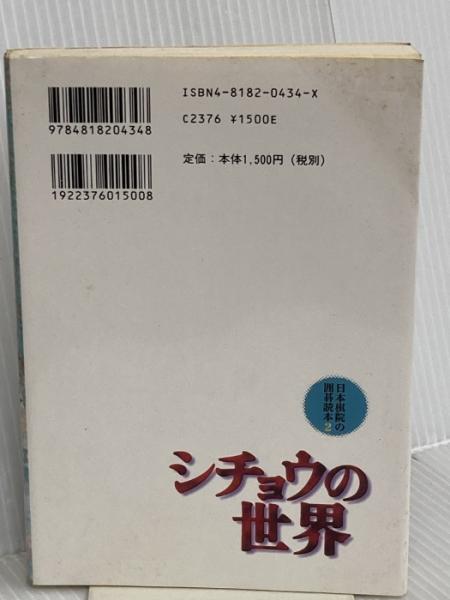 ISBN4-8182-0434-X
9784818204348
C2376 ¥1500E
定価：本体1,500円（税別）
1922376015008
日本棋院の
囲碁読本2
シチョウの
世界